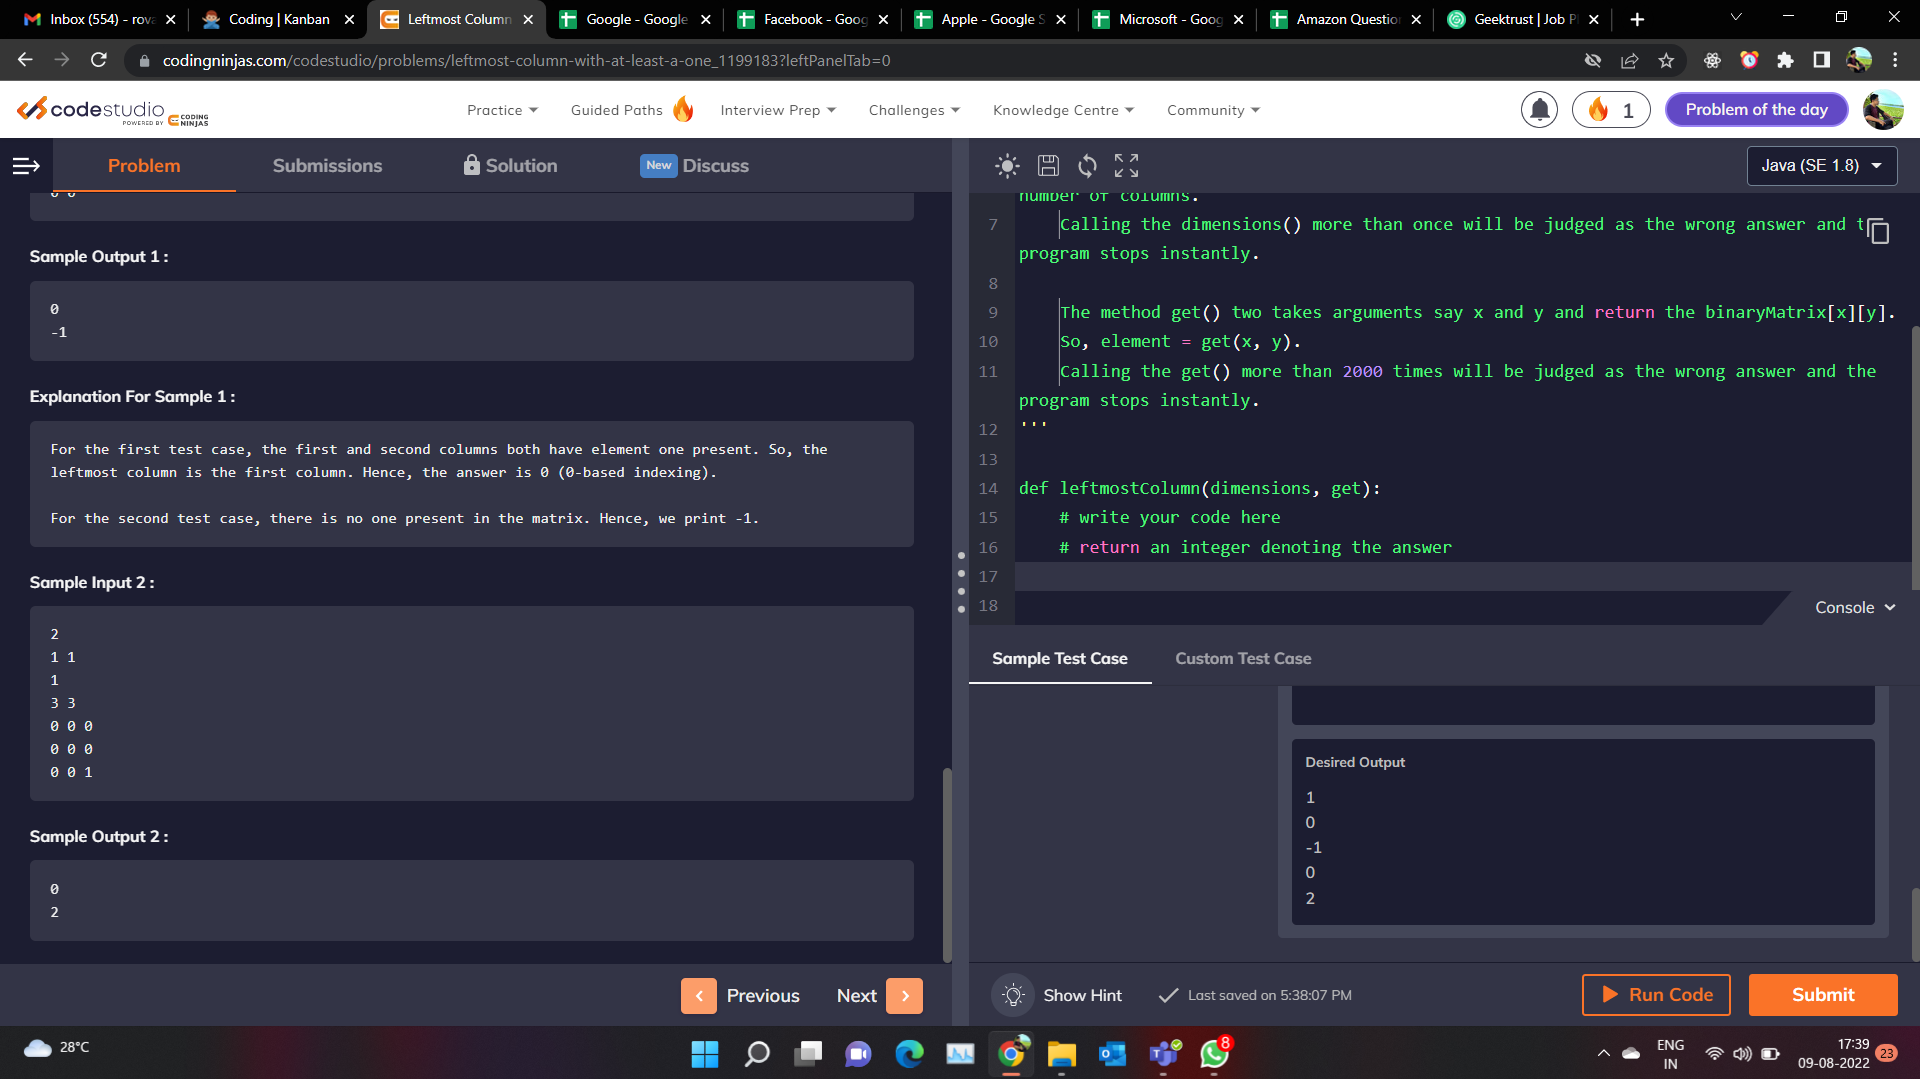 Inbox (554) - rova
Coding | Kanban
Leftmost Column
Google - Google
Facebook - Goog
Apple - Google S
Microsoft - Goog
Amazon Questio
Geektrust | Job P
codingninjas.com/codestudio/problems/leftmost-column-with-at-least-a-one_1199183?leftPanelTab=0
codestudio
POWERED BY CODING NINJAS
Practice
Guided Paths
Interview Prep
Challenges
Knowledge Centre
Community
1
Problem of the day
Problem
Submissions
Solution
New Discuss
Java (SE 1.8)
Sample Output 1 :
0
-1
Explanation For Sample 1 :
For the first test case, the first and second columns both have element one present. So, the
leftmost column is the first column. Hence, the answer is 0 (0-based indexing).
For the second test case, there is no one present in the matrix. Hence, we print -1.
Sample Input 2 :
2
1 1
1
3 3
0 0 0
0 0 0
0 0 1
Sample Output 2 :
0
2
Previous
Next
number of columns.
7 Calling the dimensions() more than once will be judged as the wrong answer and t
program stops instantly.
8
9 The method get() two takes arguments say x and y and return the binaryMatrix[x][y].
10 So, element = get(x, y).
11 Calling the get() more than 2000 times will be judged as the wrong answer and the
program stops instantly.
12 '''
13
14 def leftmostColumn(dimensions, get):
15 # write your code here
16 # return an integer denoting the answer
17
18
Console
Sample Test Case
Custom Test Case
Desired Output
1
0
-1
0
2
Show Hint
Last saved on 5:38:07 PM
Run Code
Submit
28°C
8
ENG
IN
17:39
09-08-2022
23